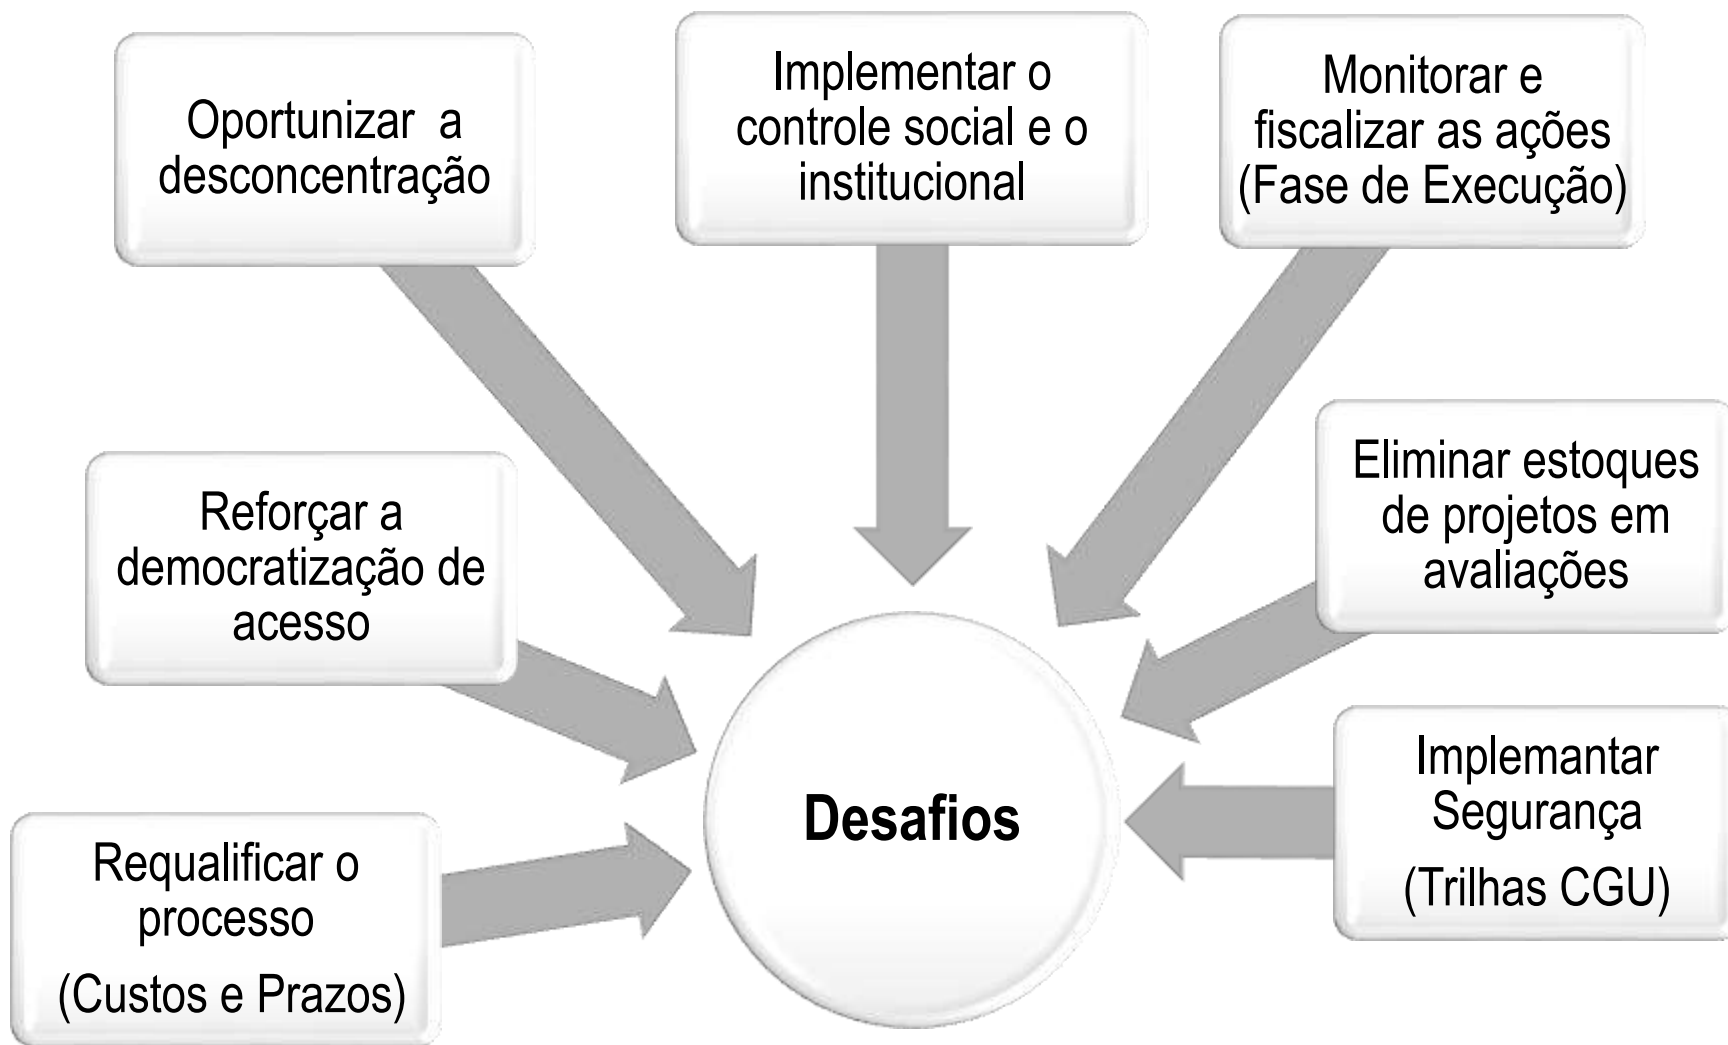 Oportunizar a
desconcentração
Implementar o
controle social e o
institucional
Monitorar e
fiscalizar as ações
(Fase de Execução)
Reforçar a
democratização de
acesso
Eliminar estoques
de projetos em
avaliações
Requalificar o
processo
(Custos e Prazos)
Desafios
Implemantar
Segurança
(Trilhas CGU)